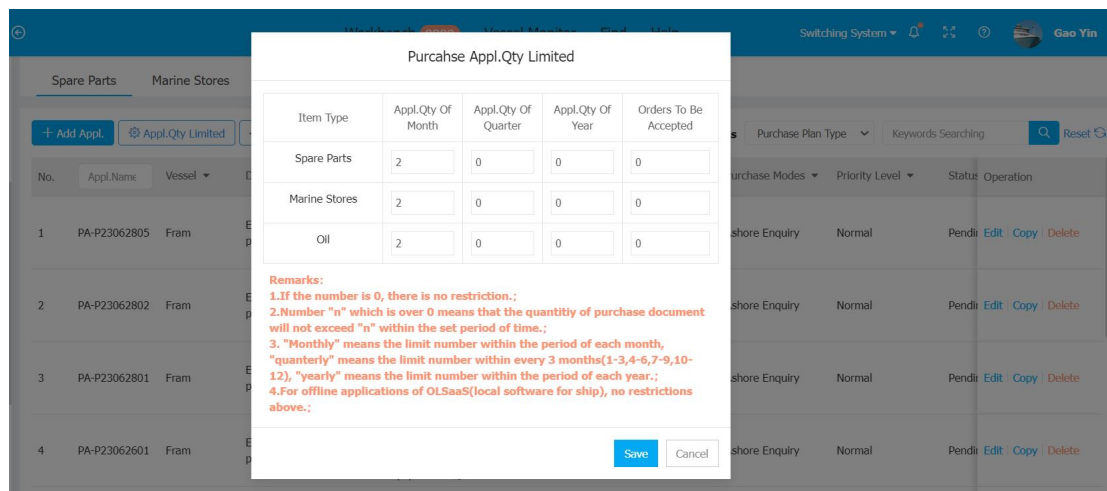 Switching System
Gao Yin
Spare Parts Marine Stores
+ Add Appl. Appl.Qty Limited
Purchase Plan Type Keywords Searching Reset
No. Appl.Name Vessel
Purchase Modes Priority Level Status Operation
1 PA-P23062805 Fram
shore Enquiry Normal Pendin Edit Copy Delete
2 PA-P23062802 Fram
shore Enquiry Normal Pendin Edit Copy Delete
3 PA-P23062801 Fram
shore Enquiry Normal Pendin Edit Copy Delete
4 PA-P23062601 Fram
shore Enquiry Normal Pendin Edit Copy Delete
Purcahse Appl.Qty Limited
Item Type Appl.Qty Of Month Appl.Qty Of Quarter Appl.Qty Of Year Orders To Be Accepted
Spare Parts 2 0 0 0
Marine Stores 2 0 0 0
Oil 2 0 0 0
Remarks:
1.If the number is 0, there is no restriction.;
2.Number "n" which is over 0 means that the quantitiy of purchase document
will not exceed "n" within the set period of time.;
3. "Monthly" means the limit number within the period of each month,
"quanterly" means the limit number within every 3 months(1-3,4-6,7-9,10-
12), "yearly" means the limit number within the period of each year.;
4.For offline applications of OLSaaS(local software for ship), no restrictions
above.;
Save Cancel